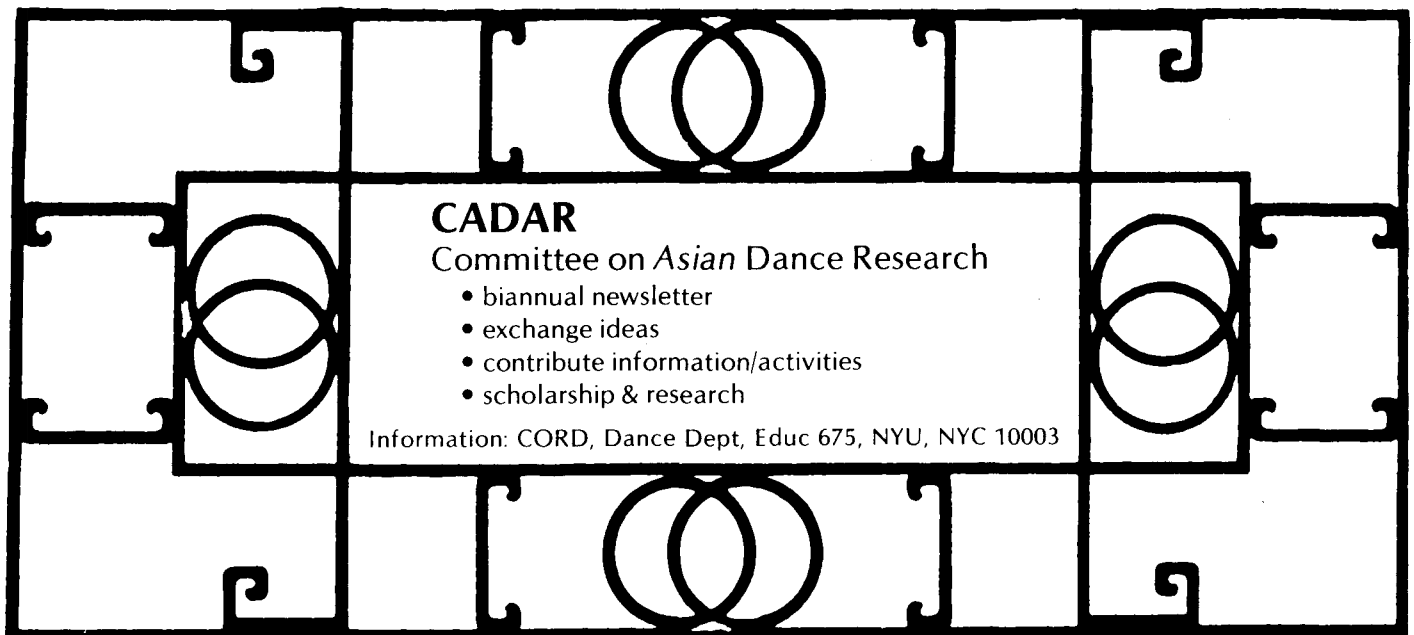 CADAR
Committee on Asian Dance Research
• biannual newsletter
• exchange ideas
• contribute information/activities
• scholarship & research
Information: CORD, Dance Dept, Educ 675, NYU, NYC 10003